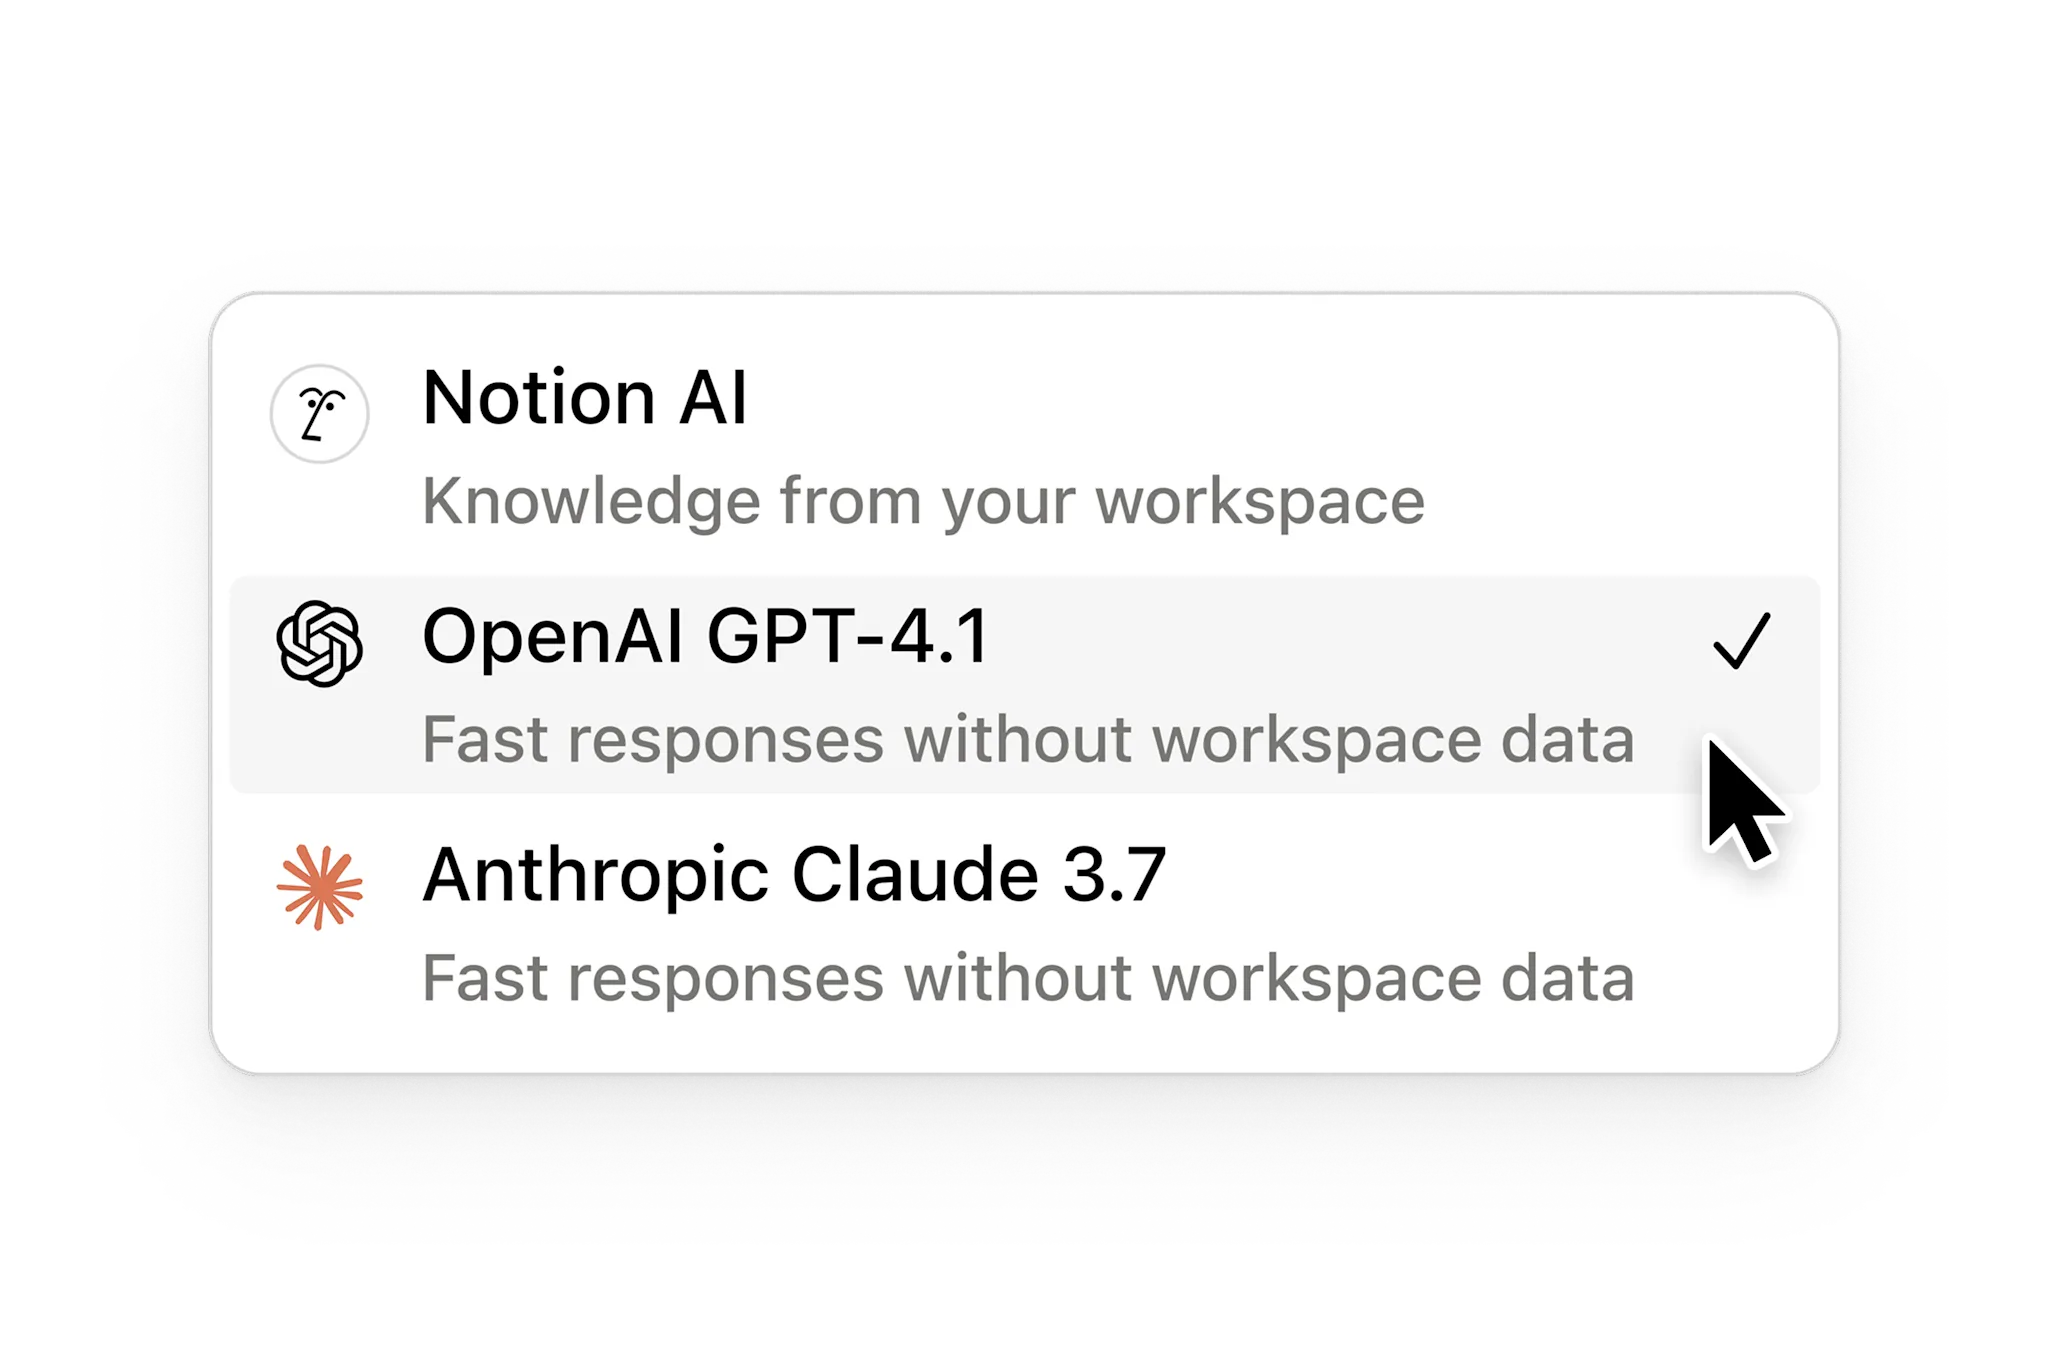 Notion AI
Knowledge from your workspace
OpenAI GPT-4.1
Fast responses without workspace data
Anthropic Claude 3.7
Fast responses without workspace data